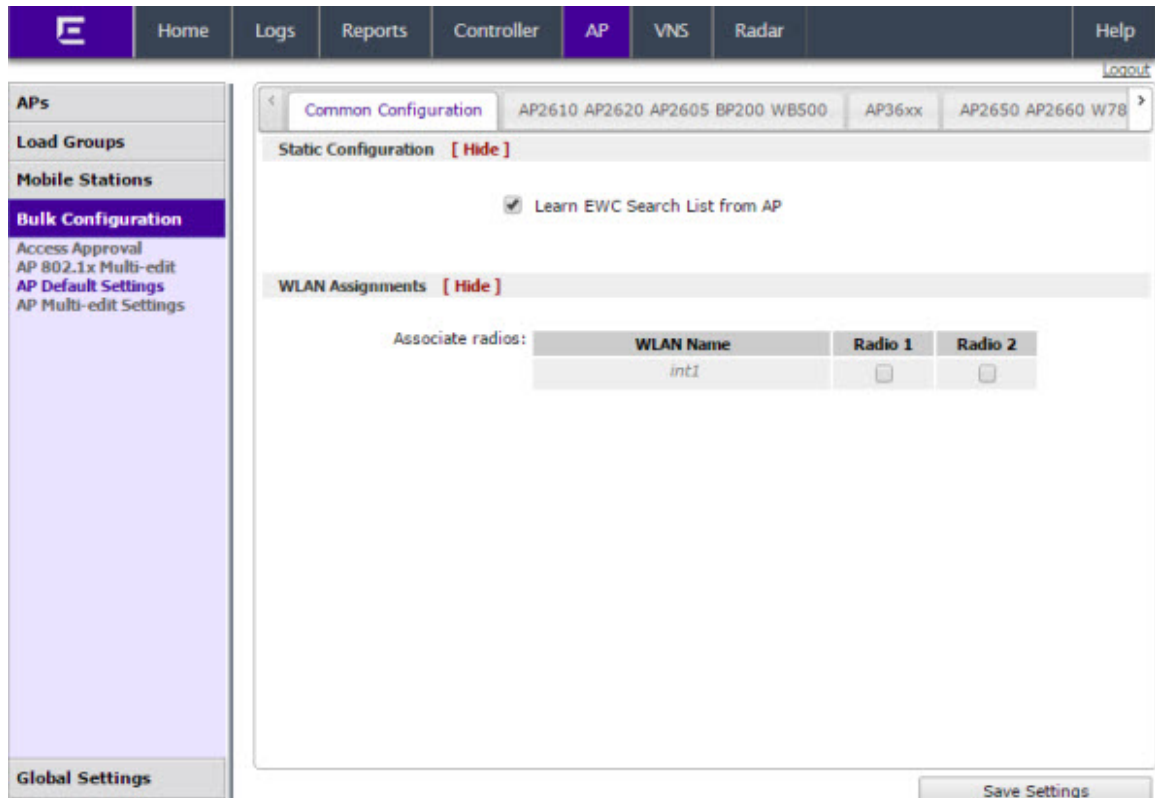 Home Logs Reports Controller AP VNS Radar Help
Logout
APs
Load Groups
Mobile Stations
Bulk Configuration
Access Approval
AP 802.1x Multi-edit
AP Default Settings
AP Multi-edit Settings
Global Settings
Common Configuration AP2610 AP2620 AP2605 BP200 WB500 AP36xx AP2650 AP2660 W78
Static Configuration [ Hide ]
Learn EWC Search List from AP
WLAN Assignments [ Hide ]
Associate radios:
WLAN Name Radio 1 Radio 2
int1
Save Settings